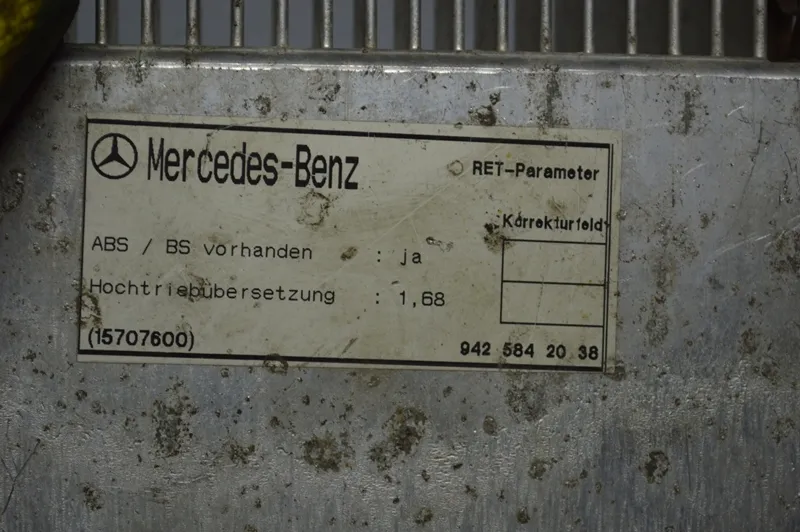 Mercedes-Benz
RET-Parameter
Korrekturfeld
ABS / BS vorhanden : ja
Hochtriebübersetzung : 1,68
(15707600)
942 584 20 38